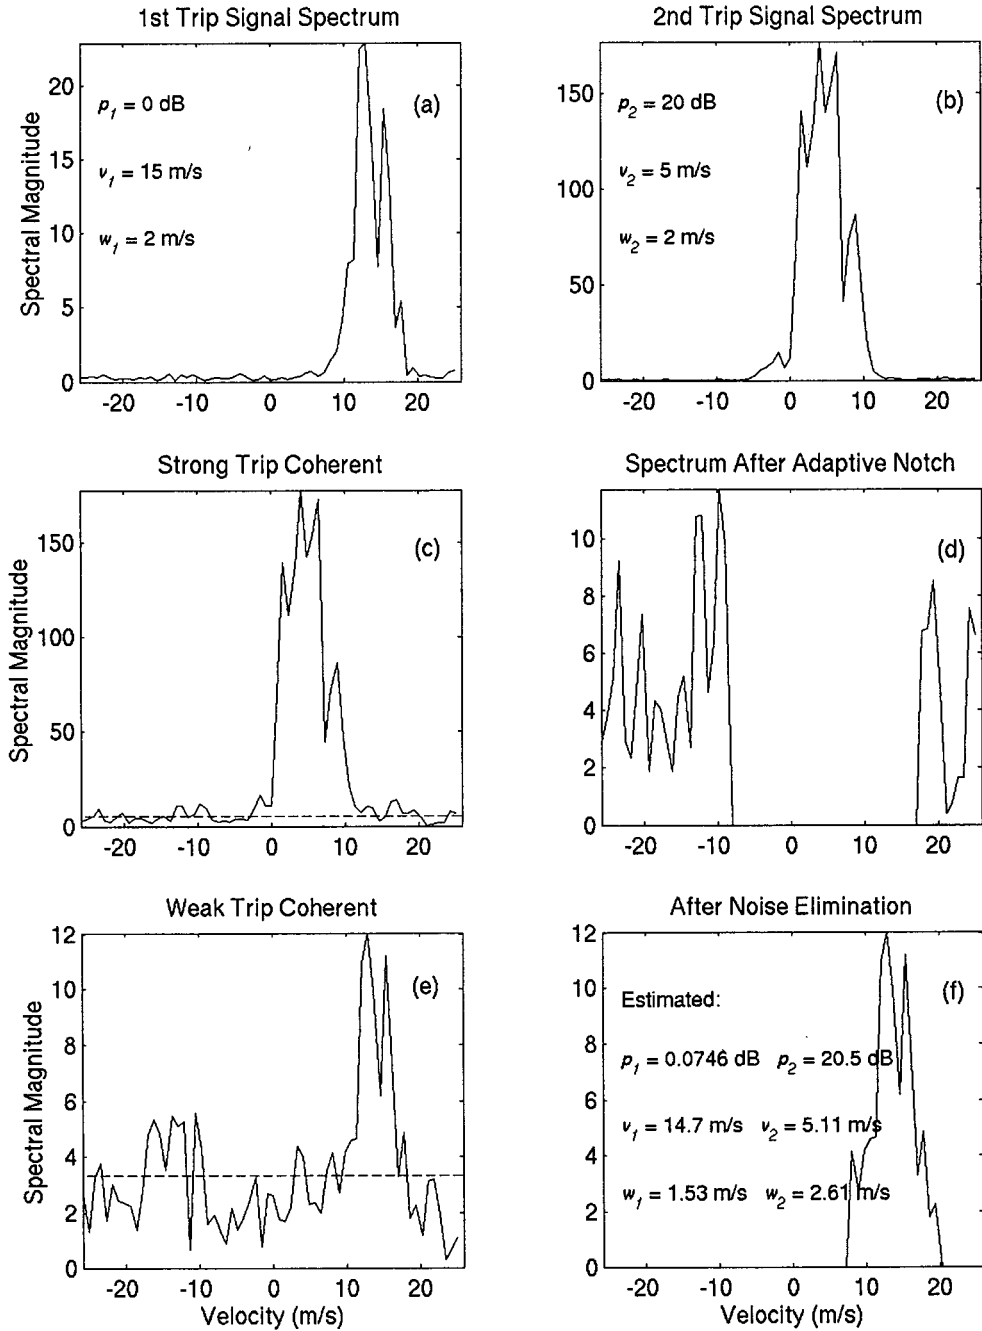 1st Trip Signal Spectrum
Spectral Magnitude
20
15
10
5
0
p1 = 0 dB
v1 = 15 m/s
w1 = 2 m/s
(a)
-20 -10 0 10 20
2nd Trip Signal Spectrum
150
100
50
0
p2 = 20 dB
v2 = 5 m/s
w2 = 2 m/s
(b)
-20 -10 0 10 20
Strong Trip Coherent
Spectral Magnitude
150
100
50
0
(c)
-20 -10 0 10 20
Spectrum After Adaptive Notch
10
8
6
4
2
0
(d)
-20 -10 0 10 20
Weak Trip Coherent
Spectral Magnitude
12
10
8
6
4
2
0
(e)
-20 -10 0 10 20
Velocity (m/s)
After Noise Elimination
12
10
8
6
4
2
0
(f)
Estimated:
p1 = 0.0746 dB p2 = 20.5 dB
v1 = 14.7 m/s v2 = 5.11 m/s
w1 = 1.53 m/s w2 = 2.61 m/s
-20 -10 0 10 20
Velocity (m/s)